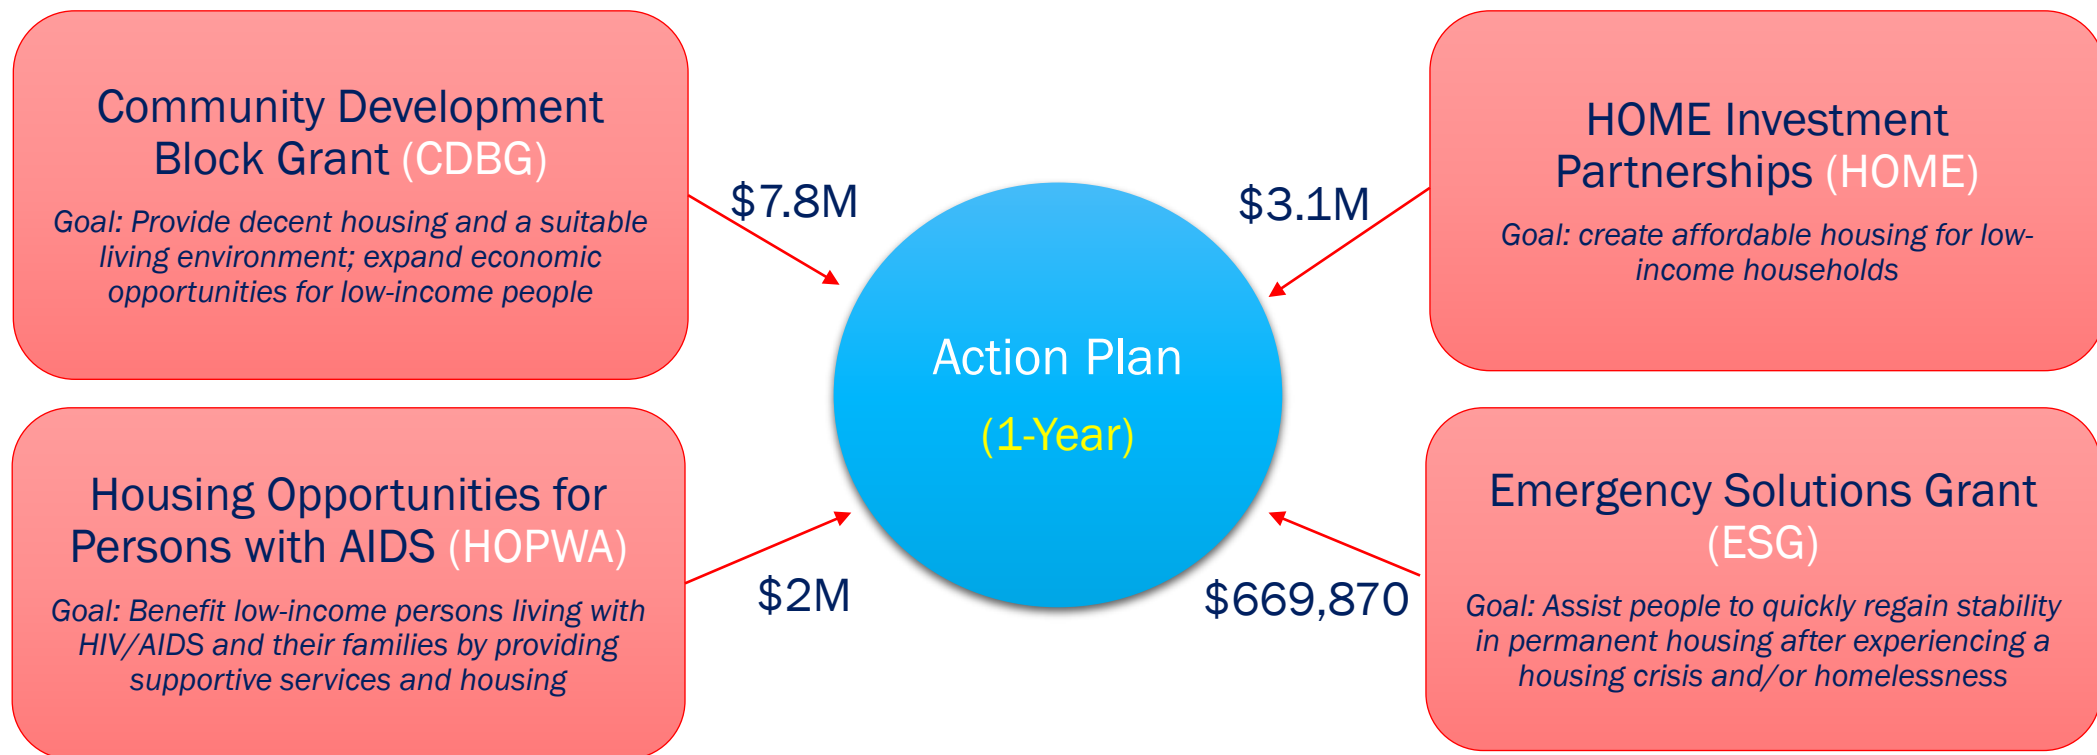 Community Development
Block Grant (CDBG)
Goal: Provide decent housing and a suitable
living environment; expand economic
opportunities for low-income people
$7.8M
HOME Investment
Partnerships (HOME)
Goal: create affordable housing for low-
income households
$3.1M
Action Plan
(1-Year)
Housing Opportunities for
Persons with AIDS (HOPWA)
Goal: Benefit low-income persons living with
HIV/AIDS and their families by providing
supportive services and housing
$2M
Emergency Solutions Grant
(ESG)
Goal: Assist people to quickly regain stability
in permanent housing after experiencing a
housing crisis and/or homelessness
$669,870